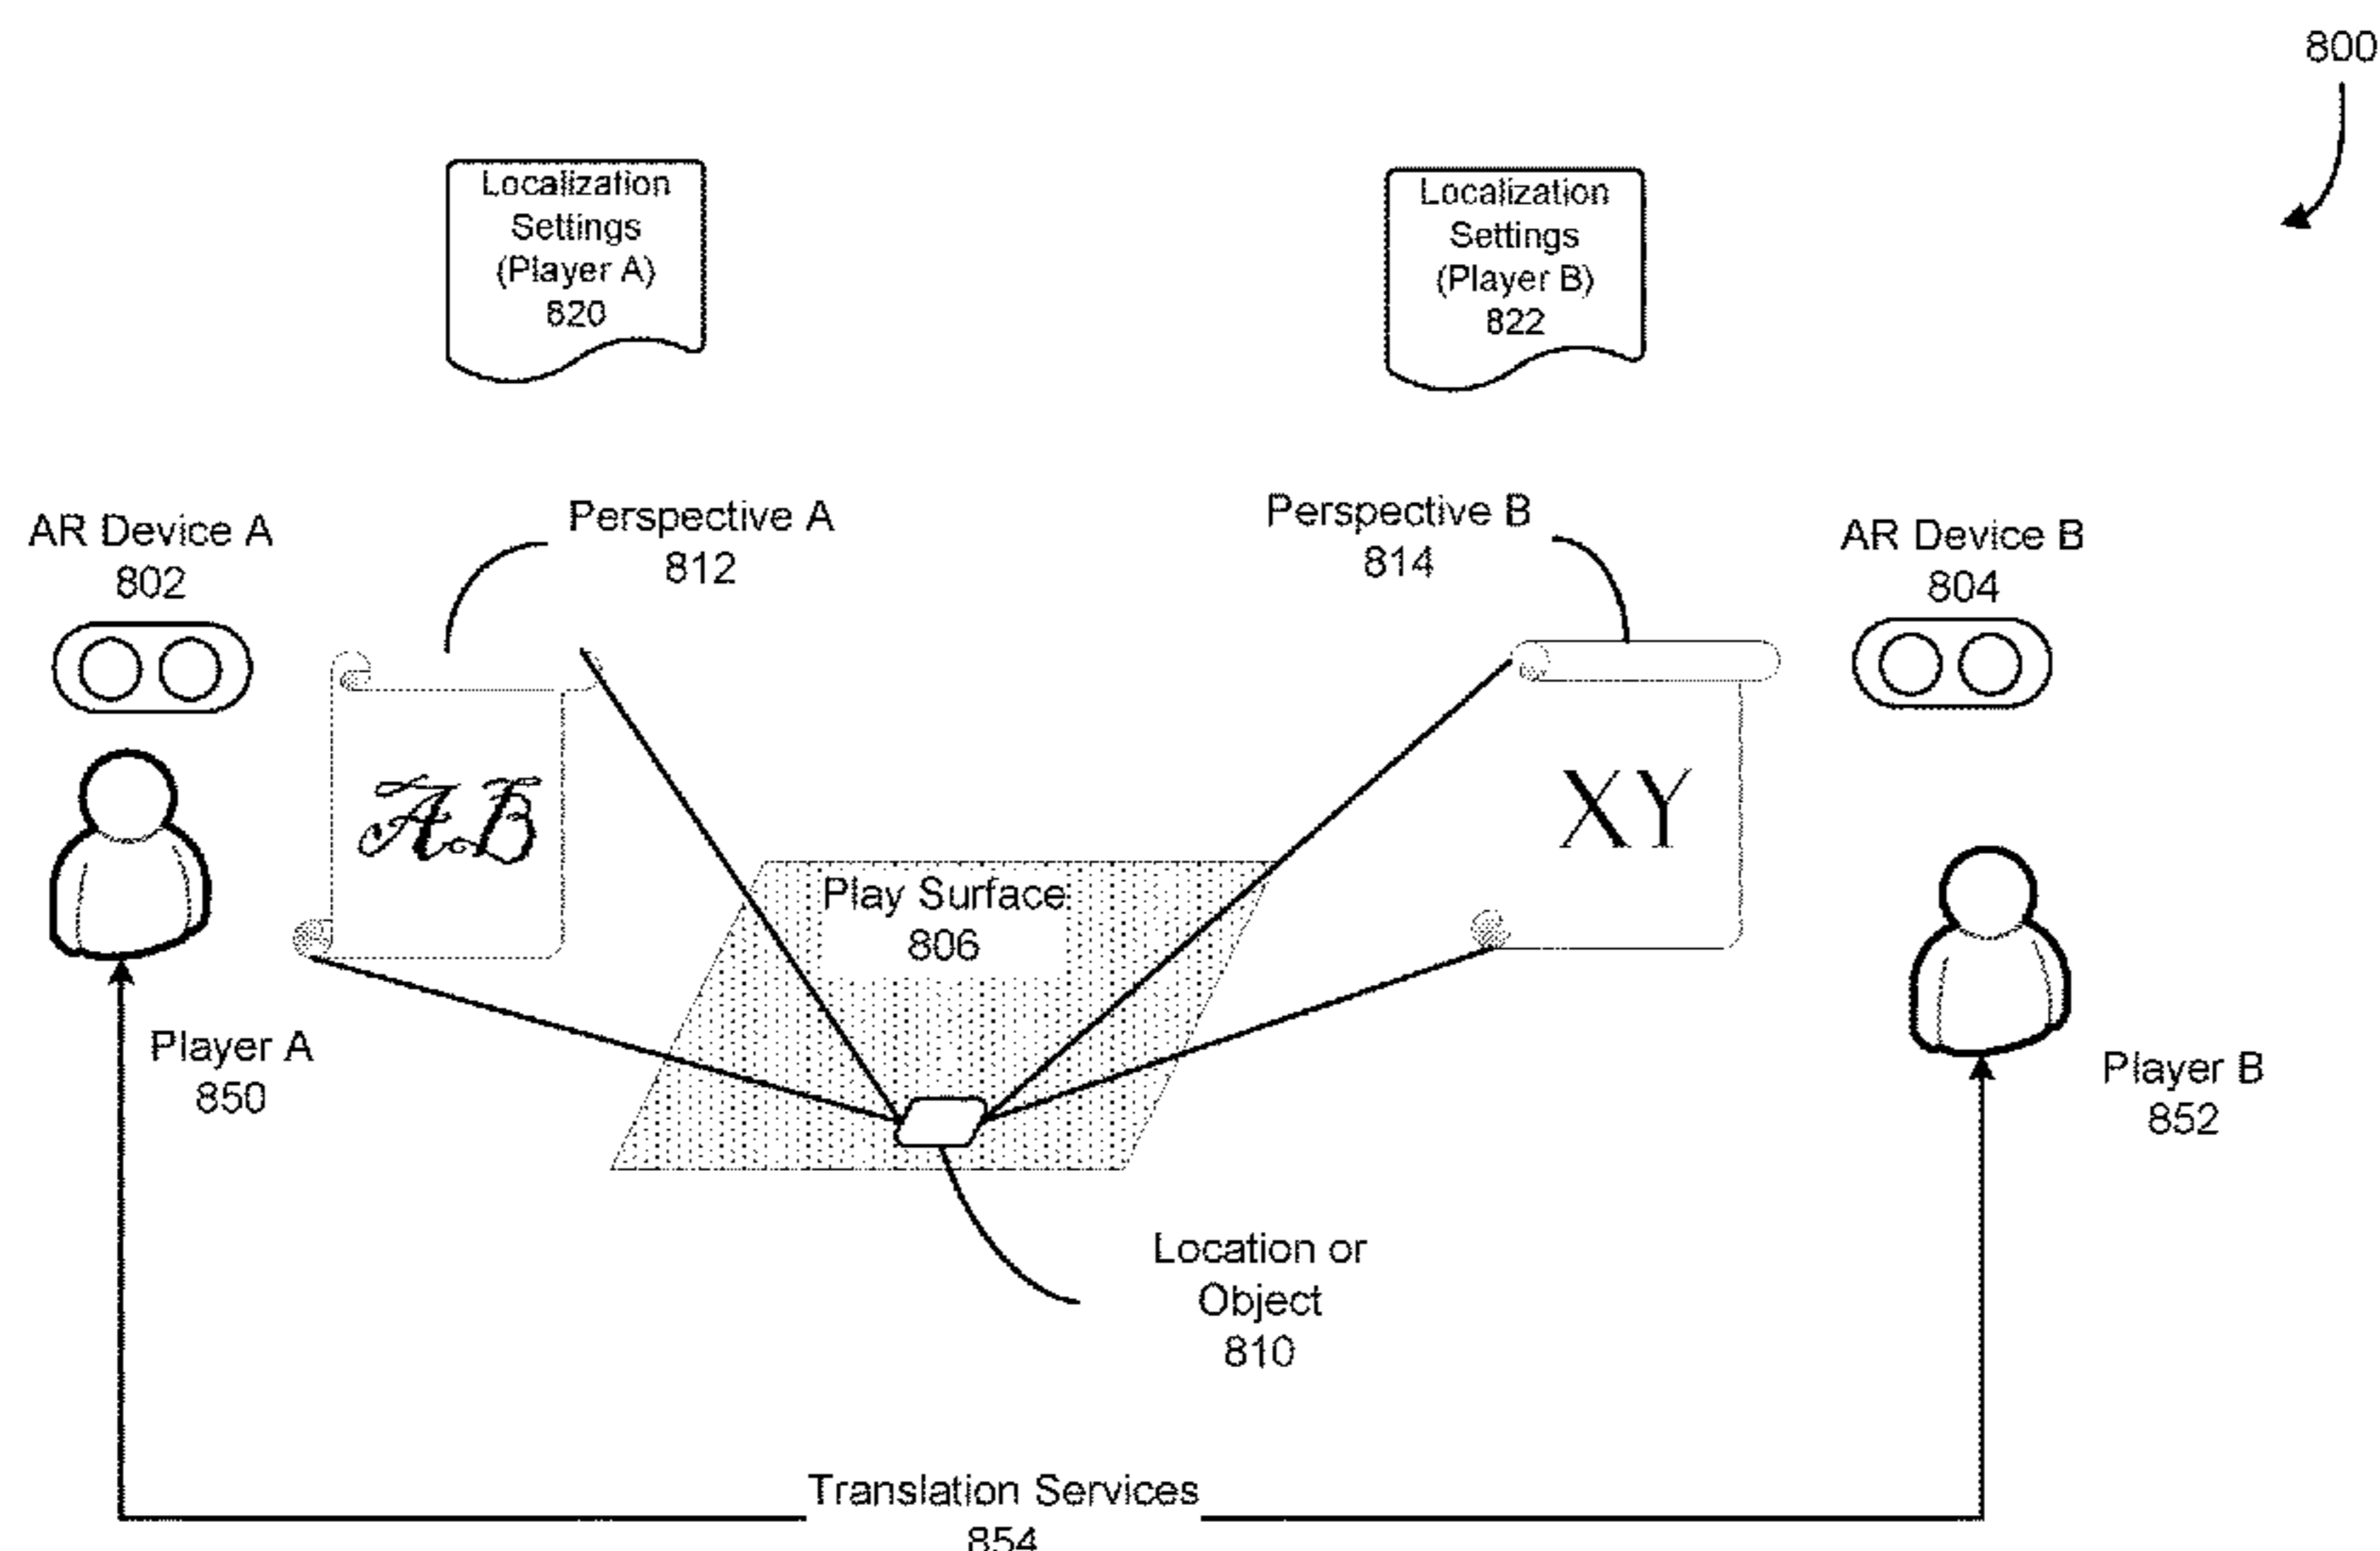 800
Localization
Settings
(Player A)
820
Localization
Settings
(Player B)
822
AR Device A
802
Perspective A
812
Perspective B
814
AR Device B
804
AB
XY
Play Surface
806
Player A
850
Player B
852
Location or
Object
810
Translation Services
854